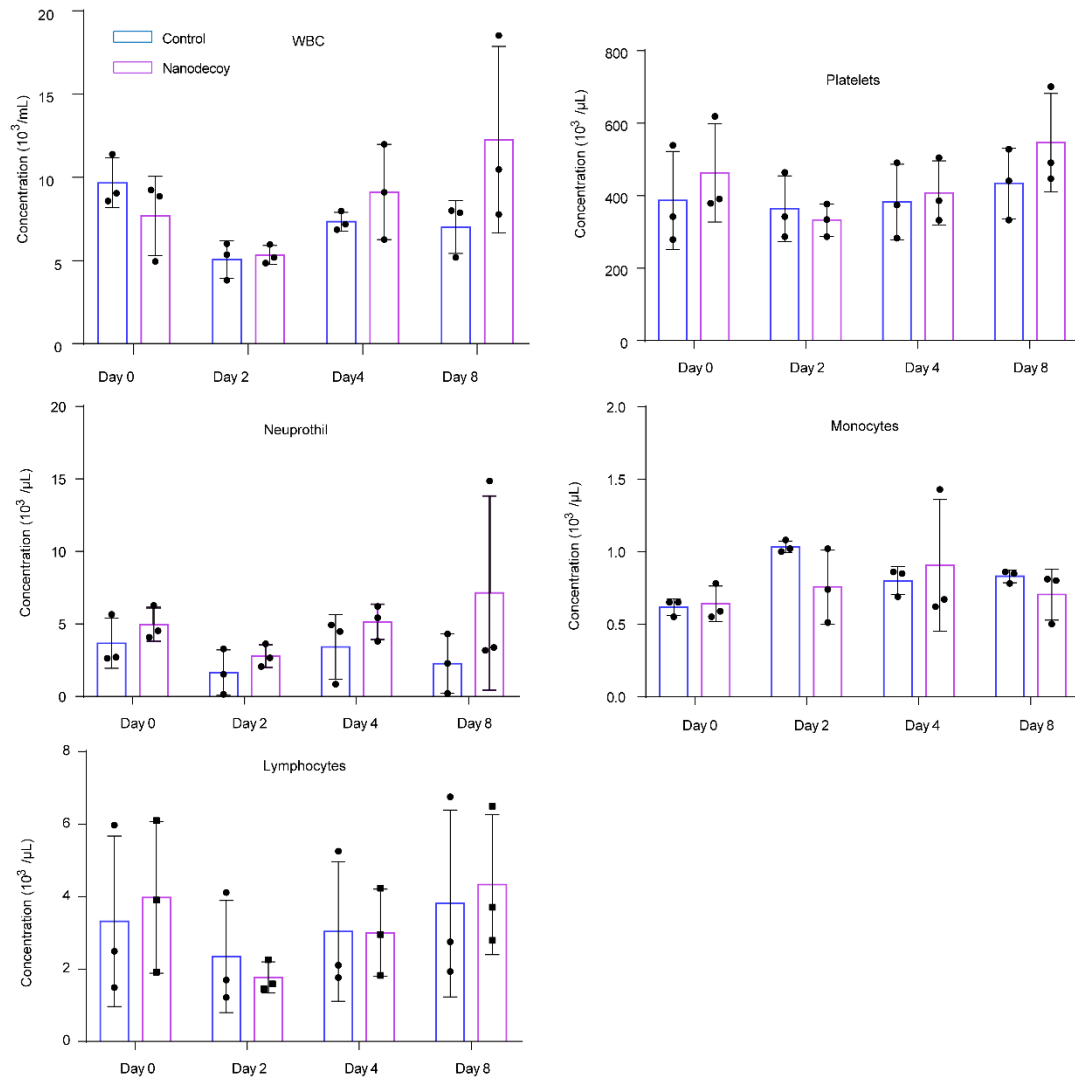 WBC
Control
Nanodecoy
Concentration (10³/mL)
20
15
10
5
0
Day 0
Day 2
Day4
Day 8
Platelets
Concentration (10³ /µL)
800
600
400
200
0
Day 0
Day 2
Day 4
Day 8
Neuprothil
Concentration (10³ /µL)
20
15
10
5
0
Day 0
Day 2
Day 4
Day 8
Monocytes
Concentration (10³ /µL)
2.0
1.5
1.0
0.5
0.0
Day 0
Day 2
Day 4
Day 8
Lymphocytes
Concentration (10³ /µL)
8
6
4
2
0
Day 0
Day 2
Day 4
Day 8